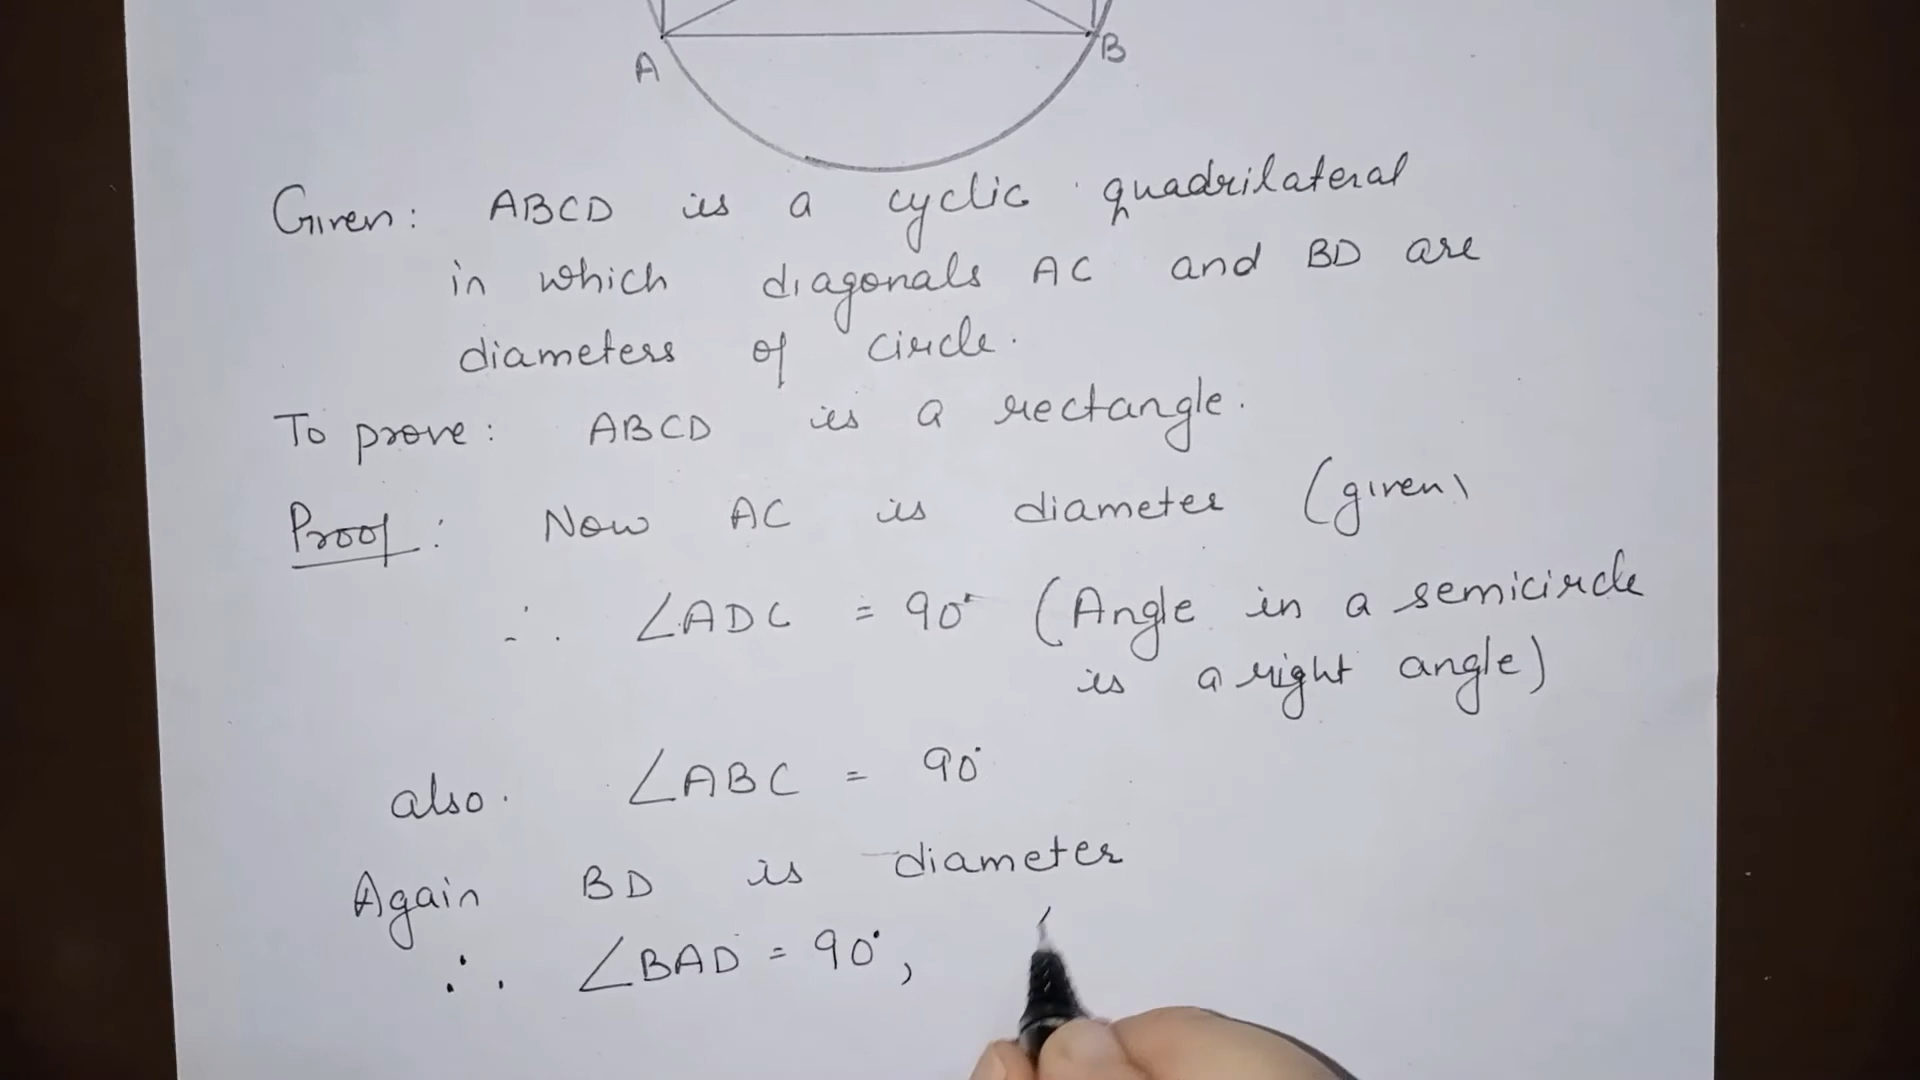 A
B
Given: ABCD is a cyclic quadrilateral
in which diagonals AC and BD are
diameters of circle.
To prove: ABCD is a rectangle.
Proof: Now AC is diameter (given)
∴ ∠ADC = 90° (Angle in a semicircle
is a right angle)
also. ∠ABC = 90°
Again BD is diameter
∴ ∠BAD = 90°,